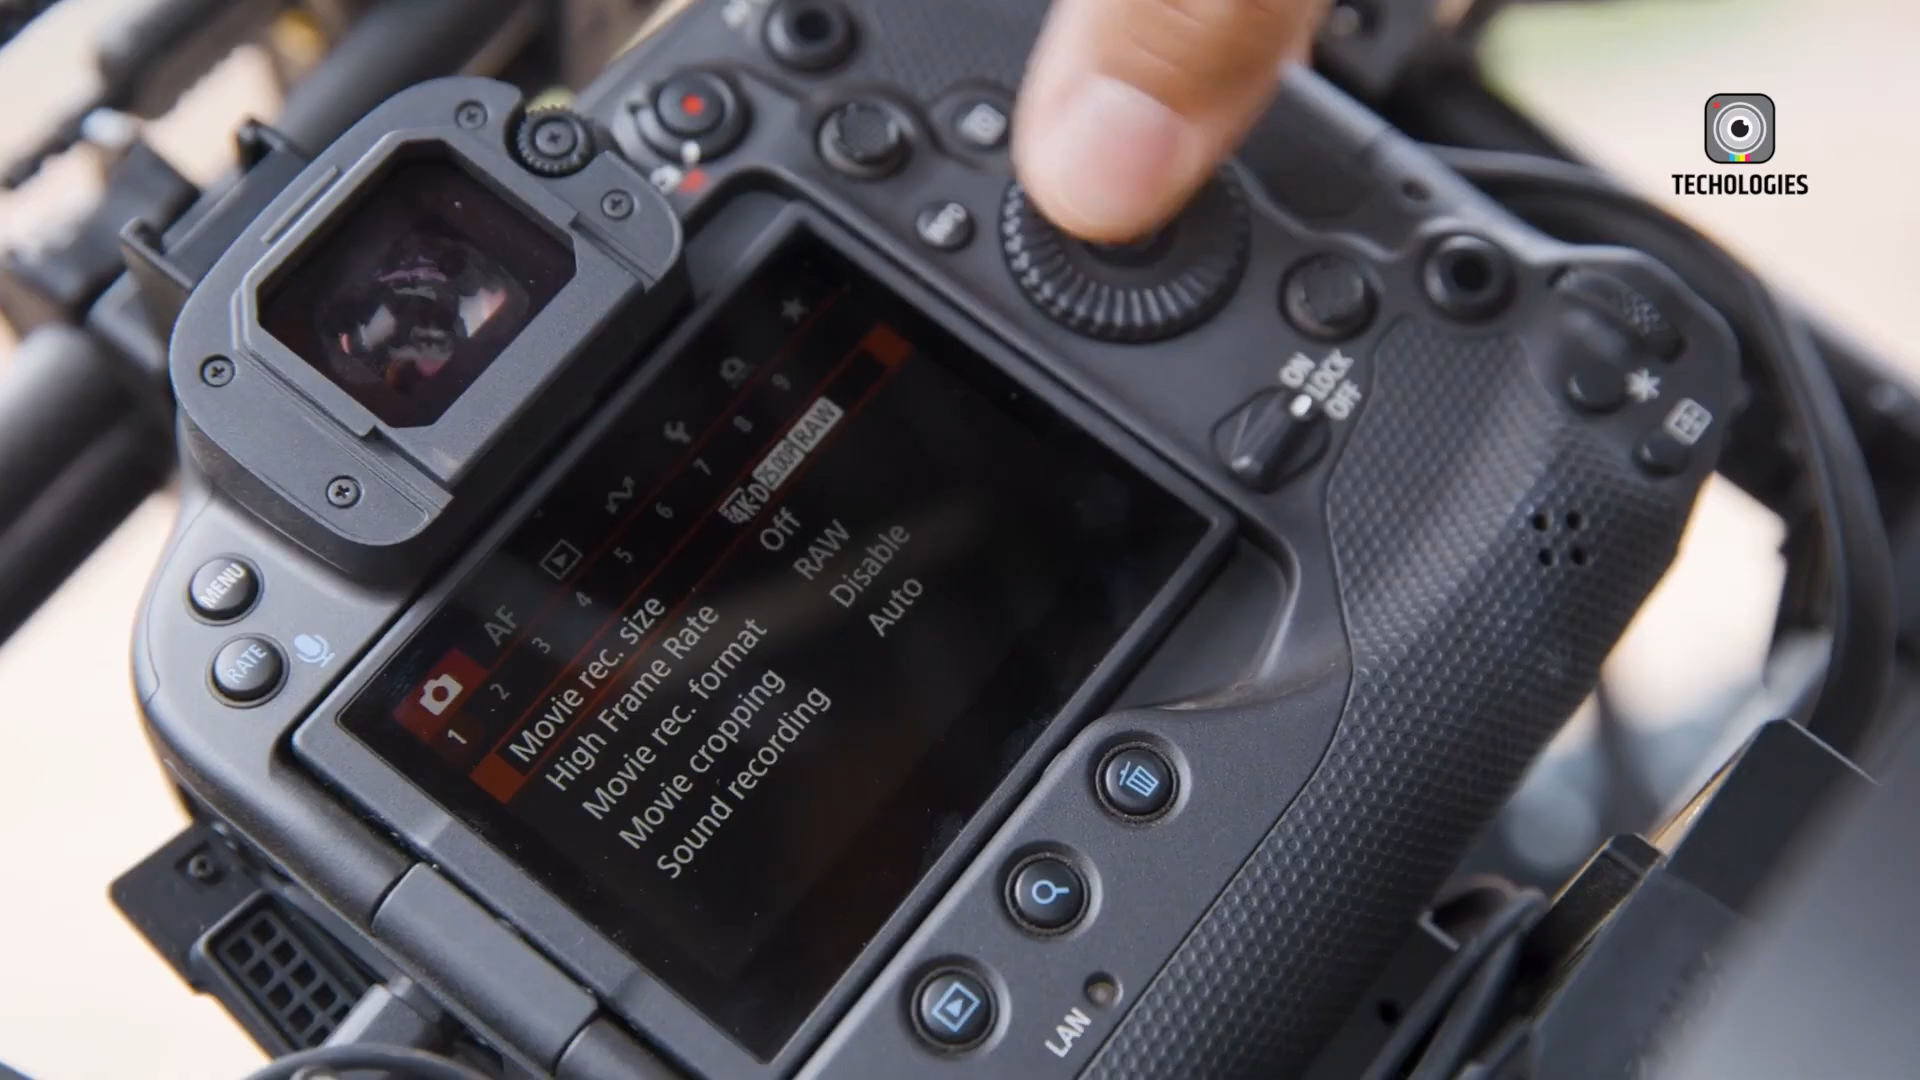 TECHOLOGIES
INFO
ON
LOCK
OFF
MENU
RATE
AF
1 2 3 4 5 6 7 8 9
Movie rec. size 4K-D 25.00P RAW
High Frame Rate Off
Movie rec. format RAW
Movie cropping Disable
Sound recording Auto
LAN